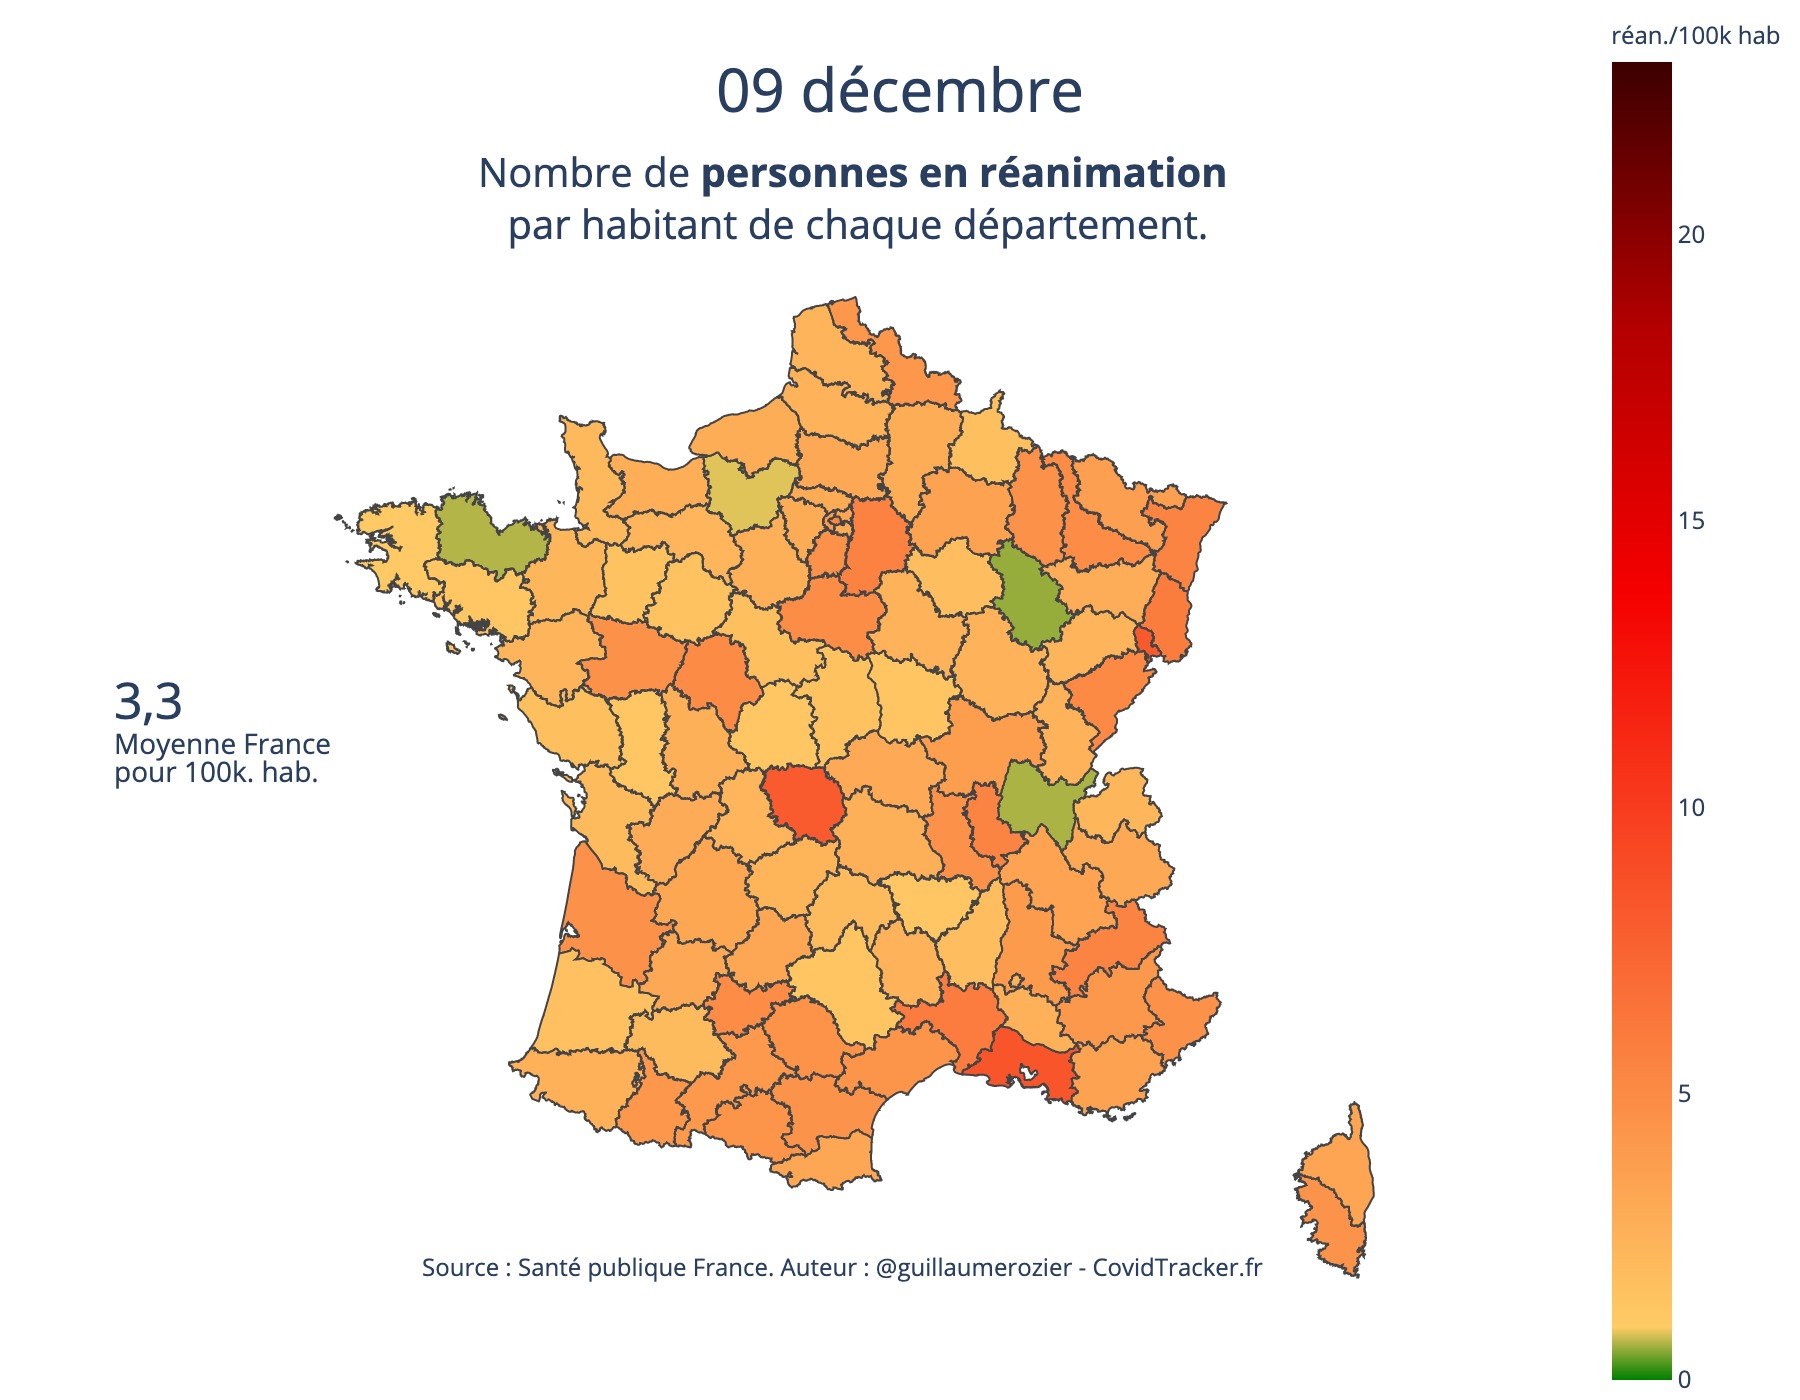 réan./100k hab
09 décembre
Nombre de personnes en réanimation
par habitant de chaque département.
20
15
3,3
Moyenne France
pour 100k. hab.
10
5
Source : Santé publique France. Auteur : @guillaumerozier - CovidTracker.fr
0